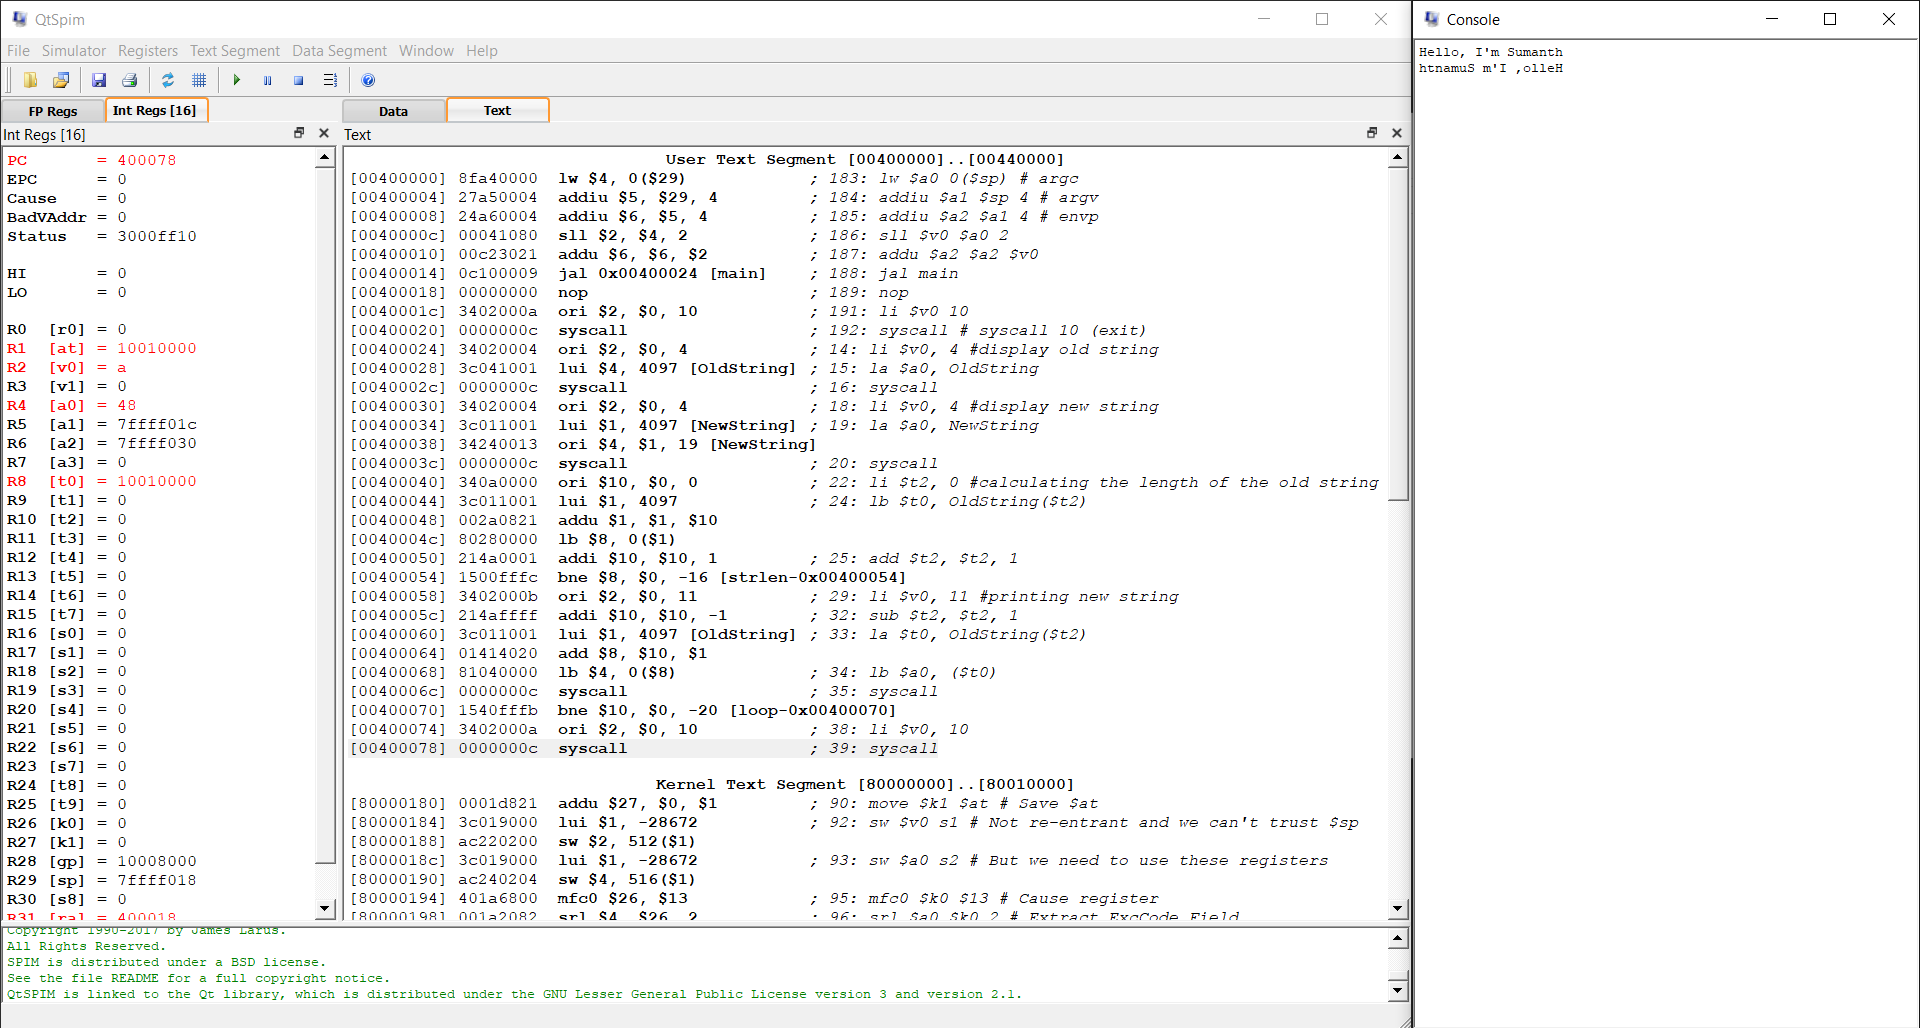 QtSpim
File Simulator Registers Text Segment Data Segment Window Help
FP Regs Int Regs [16]
Int Regs [16]
PC = 400078
EPC = 0
Cause = 0
BadVAddr = 0
Status = 3000ff10
HI = 0
LO = 0
R0 [r0] = 0
R1 [at] = 10010000
R2 [v0] = a
R3 [v1] = 0
R4 [a0] = 48
R5 [a1] = 7ffff01c
R6 [a2] = 7ffff030
R7 [a3] = 0
R8 [t0] = 10010000
R9 [t1] = 0
R10 [t2] = 0
R11 [t3] = 0
R12 [t4] = 0
R13 [t5] = 0
R14 [t6] = 0
R15 [t7] = 0
R16 [s0] = 0
R17 [s1] = 0
R18 [s2] = 0
R19 [s3] = 0
R20 [s4] = 0
R21 [s5] = 0
R22 [s6] = 0
R23 [s7] = 0
R24 [t8] = 0
R25 [t9] = 0
R26 [k0] = 0
R27 [k1] = 0
R28 [gp] = 10008000
R29 [sp] = 7ffff018
R30 [s8] = 0
R31 [ra] = 400018
Data Text
Text
User Text Segment [00400000]..[00440000]
[00400000] 8fa40000 lw $4, 0($29) ; 183: lw $a0 0($sp) # argc
[00400004] 27a50004 addiu $5, $29, 4 ; 184: addiu $a1 $sp 4 # argv
[00400008] 24a60004 addiu $6, $5, 4 ; 185: addiu $a2 $a1 4 # envp
[0040000c] 00041080 sll $2, $4, 2 ; 186: sll $v0 $a0 2
[00400010] 00c23021 addu $6, $6, $2 ; 187: addu $a2 $a2 $v0
[00400014] 0c100009 jal 0x00400024 [main] ; 188: jal main
[00400018] 00000000 nop ; 189: nop
[0040001c] 3402000a ori $2, $0, 10 ; 191: li $v0 10
[00400020] 0000000c syscall ; 192: syscall # syscall 10 (exit)
[00400024] 34020004 ori $2, $0, 4 ; 14: li $v0, 4 #display old string
[00400028] 3c041001 lui $4, 4097 [OldString] ; 15: la $a0, OldString
[0040002c] 0000000c syscall ; 16: syscall
[00400030] 34020004 ori $2, $0, 4 ; 18: li $v0, 4 #display new string
[00400034] 3c011001 lui $1, 4097 [NewString] ; 19: la $a0, NewString
[00400038] 34240013 ori $4, $1, 19 [NewString]
[0040003c] 0000000c syscall ; 20: syscall
[00400040] 340a0000 ori $10, $0, 0 ; 22: li $t2, 0 #calculating the length of the old string
[00400044] 3c011001 lui $1, 4097 ; 24: lb $t0, OldString($t2)
[00400048] 002a0821 addu $1, $1, $10
[0040004c] 80280000 lb $8, 0($1)
[00400050] 214a0001 addi $10, $10, 1 ; 25: add $t2, $t2, 1
[00400054] 1500fffc bne $8, $0, -16 [strlen-0x00400054]
[00400058] 3402000b ori $2, $0, 11 ; 29: li $v0, 11 #printing new string
[0040005c] 214affff addi $10, $10, -1 ; 32: sub $t2, $t2, 1
[00400060] 3c011001 lui $1, 4097 [OldString] ; 33: la $t0, OldString($t2)
[00400064] 01414020 add $8, $10, $1
[00400068] 81040000 lb $4, 0($8) ; 34: lb $a0, ($t0)
[0040006c] 0000000c syscall ; 35: syscall
[00400070] 1540fffb bne $10, $0, -20 [loop-0x00400070]
[00400074] 3402000a ori $2, $0, 10 ; 38: li $v0, 10
[00400078] 0000000c syscall ; 39: syscall
Kernel Text Segment [80000000]..[80010000]
[80000180] 0001d821 addu $27, $0, $1 ; 90: move $k1 $at # Save $at
[80000184] 3c019000 lui $1, -28672 ; 92: sw $v0 s1 # Not re-entrant and we can't trust $sp
[80000188] ac220200 sw $2, 512($1)
[8000018c] 3c019000 lui $1, -28672 ; 93: sw $a0 s2 # But we need to use these registers
[80000190] ac240204 sw $4, 516($1)
[80000194] 401a6800 mfc0 $26, $13 ; 95: mfc0 $k0 $13 # Cause register
[80000198] 001a2082 srl $4, $26, 2 ; 96: srl $a0 $k0 2 # Extract ExcCode Field
Copyright 1990-2017 by James Larus.
All Rights Reserved.
SPIM is distributed under a BSD license.
See the file README for a full copyright notice.
QtSPIM is linked to the Qt library, which is distributed under the GNU Lesser General Public License version 3 and version 2.1.
Console
Hello, I'm Sumanth
htnamuS m'I ,olleH